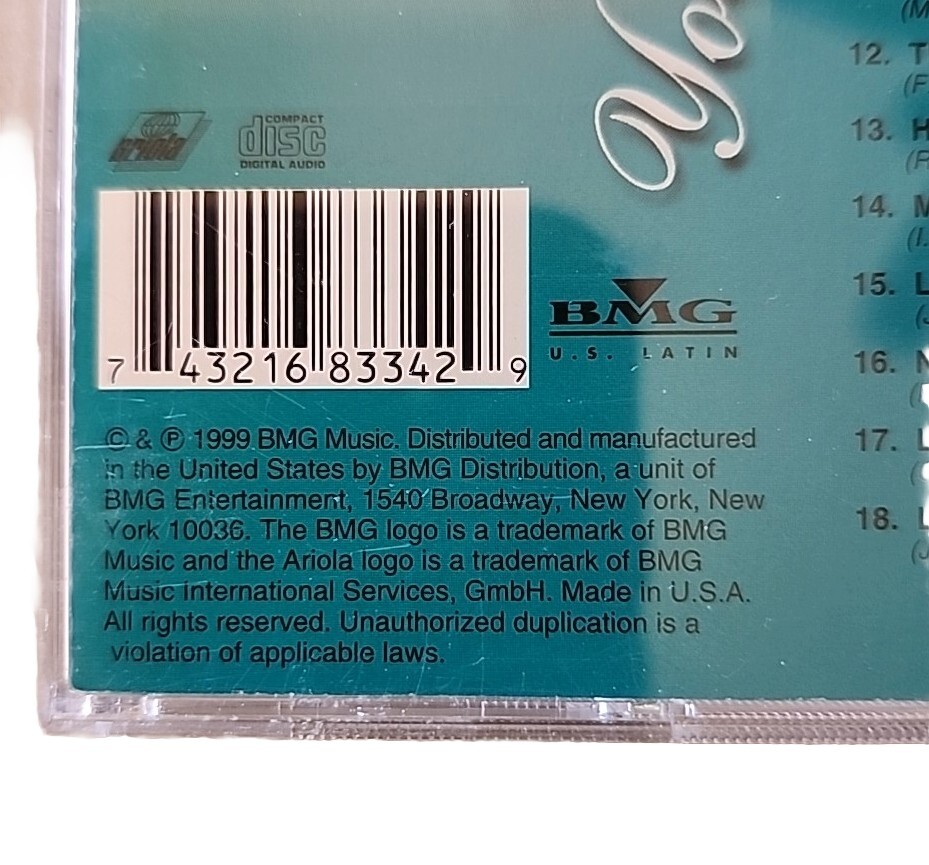 Yo
ariola
COMPACT
disc
DIGITAL AUDIO
7 43216 83342 9
BMG
U.S. LATIN
© & ℗ 1999 BMG Music. Distributed and manufactured
in the United States by BMG Distribution, a unit of
BMG Entertainment, 1540 Broadway, New York, New
York 10036. The BMG logo is a trademark of BMG
Music and the Ariola logo is a trademark of BMG
Music International Services, GmbH. Made in U.S.A.
All rights reserved. Unauthorized duplication is a
violation of applicable laws.
(M
12. T
(F
13. H
14. M
(I.
15. L
(J
16. N
(
17. L
(
18. L
(J